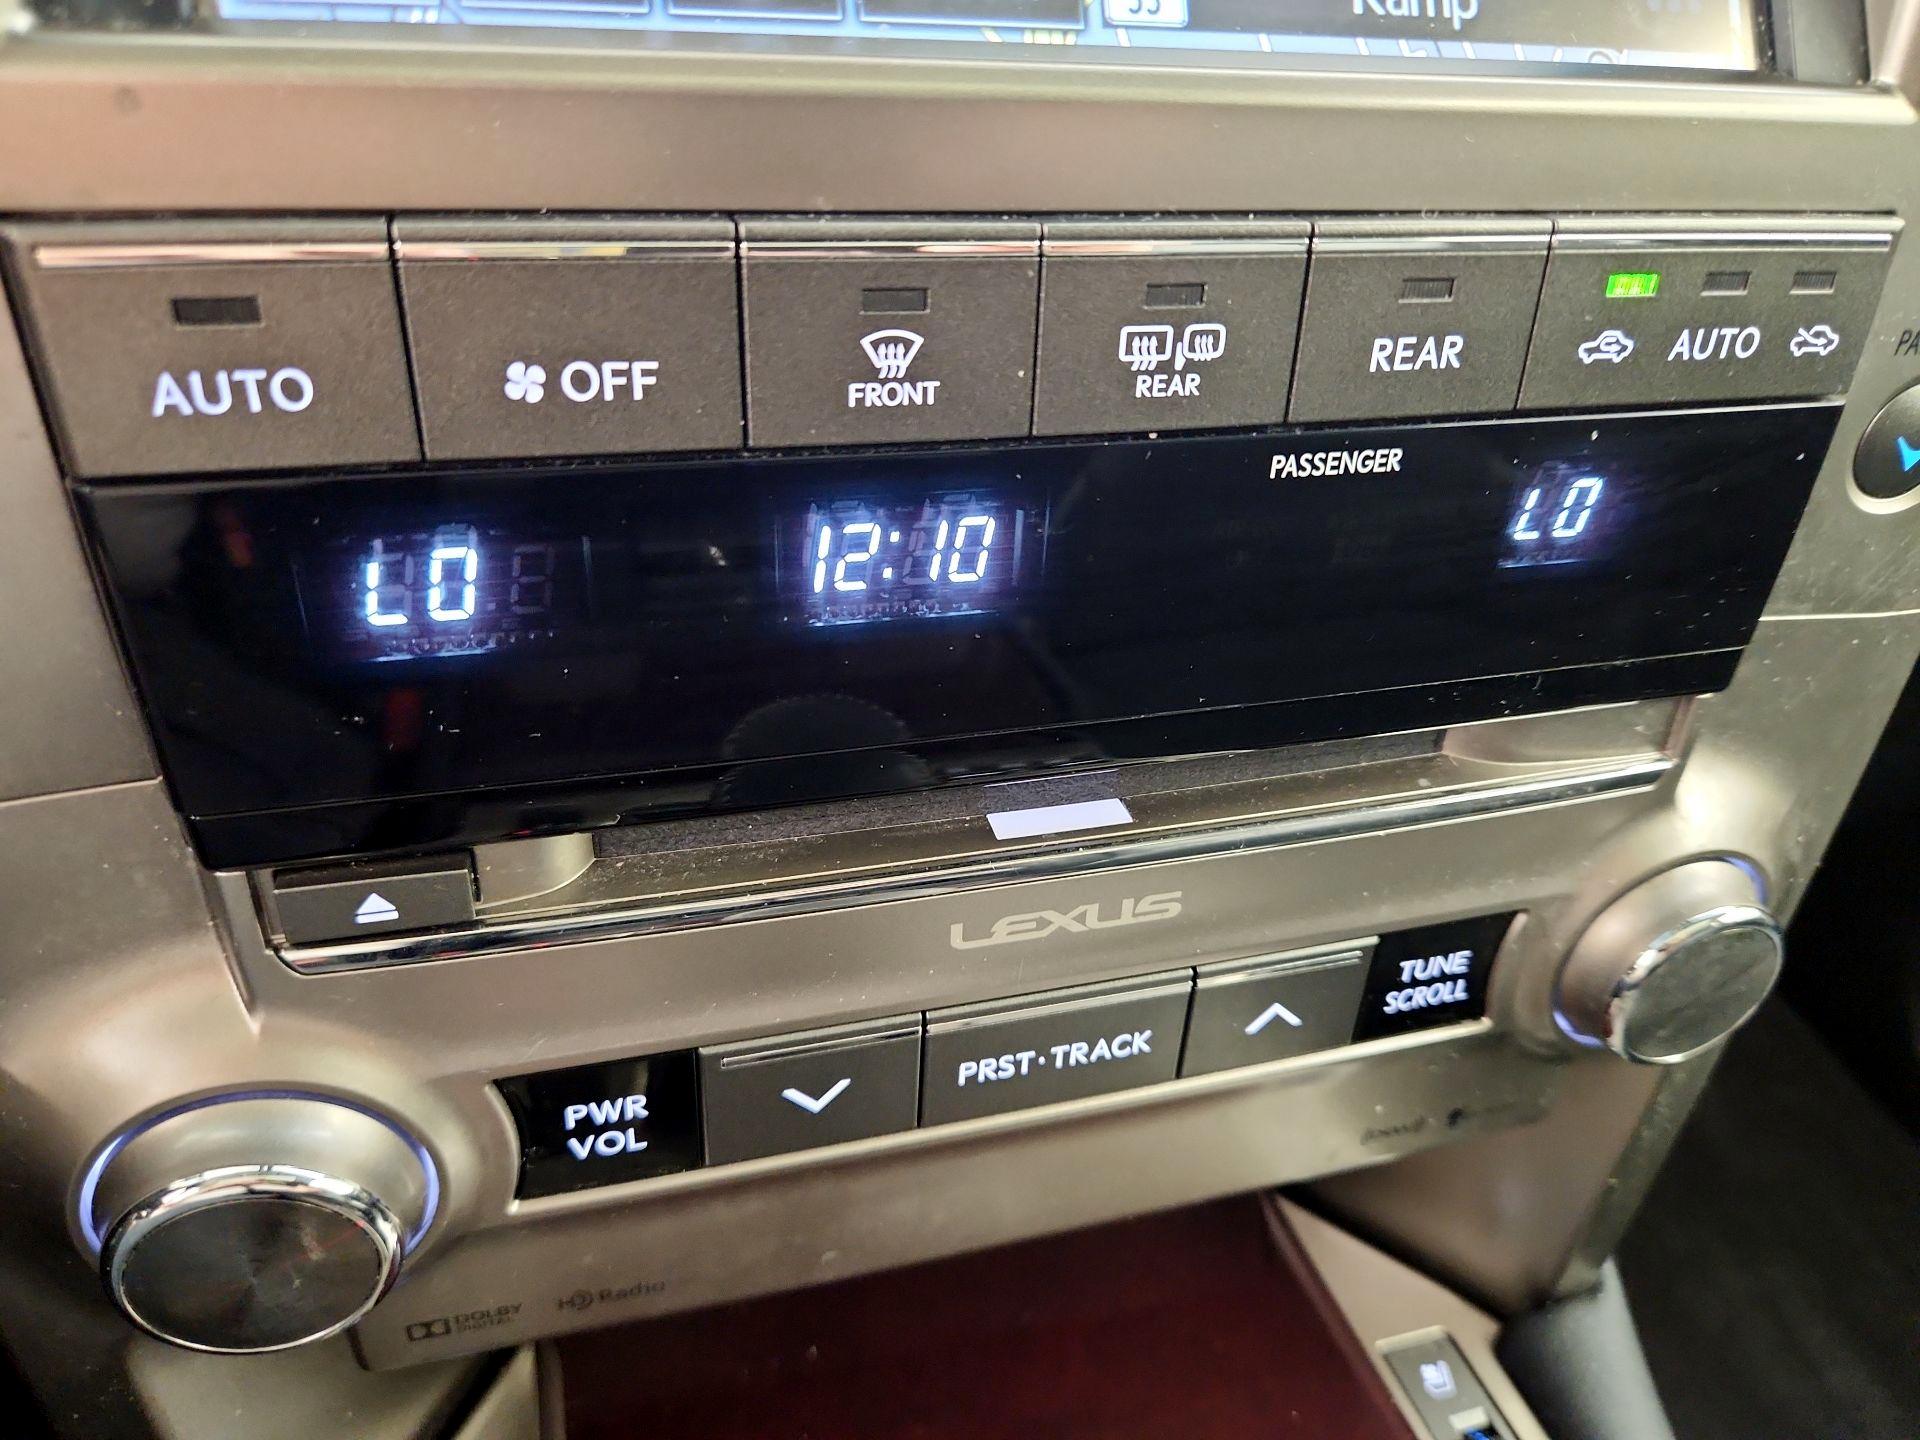 Ramp
AUTO
OFF
FRONT
REAR
REAR
AUTO
PASSENGER
LO
12:10
LO
LEXUS
TUNE
SCROLL
PRST·TRACK
PWR
VOL
DOLBY
DIGITAL
HD Radio